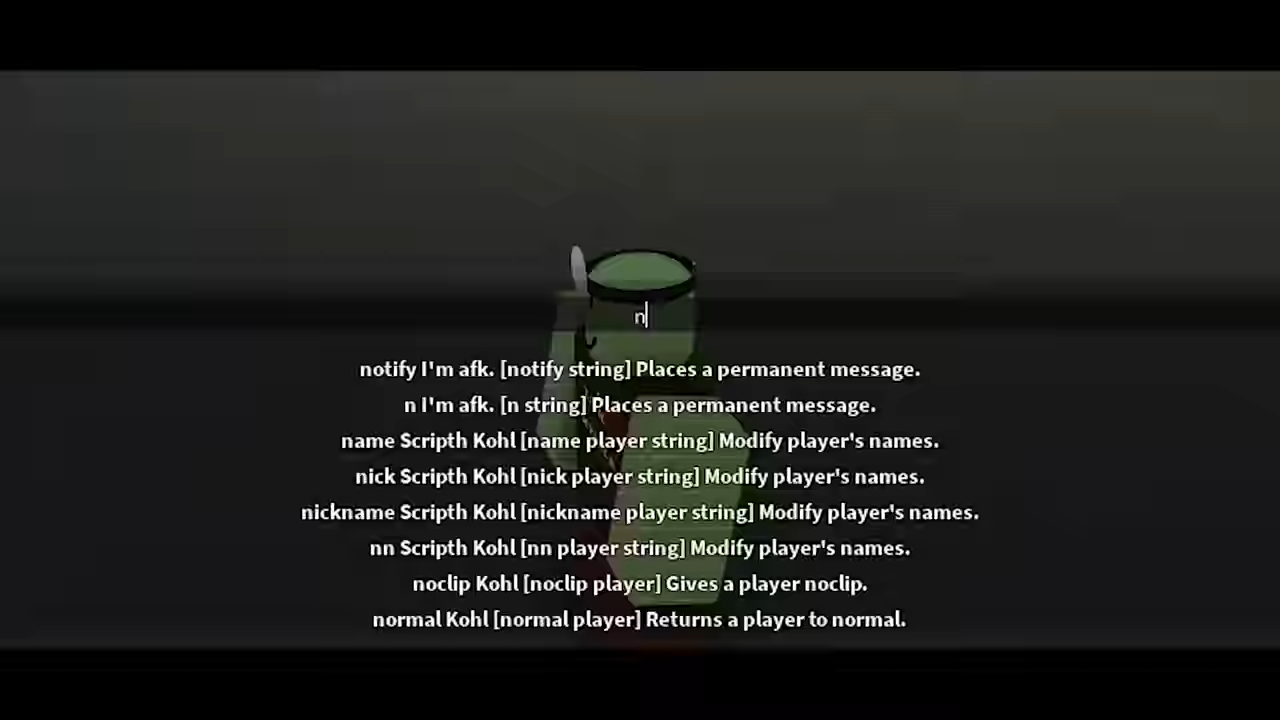 n
notify I'm afk. [notify string] Places a permanent message.
n I'm afk. [n string] Places a permanent message.
name Scripth Kohl [name player string] Modify player's names.
nick Scripth Kohl [nick player string] Modify player's names.
nickname Scripth Kohl [nickname player string] Modify player's names.
nn Scripth Kohl [nn player string] Modify player's names.
noclip Kohl [noclip player] Gives a player noclip.
normal Kohl [normal player] Returns a player to normal.